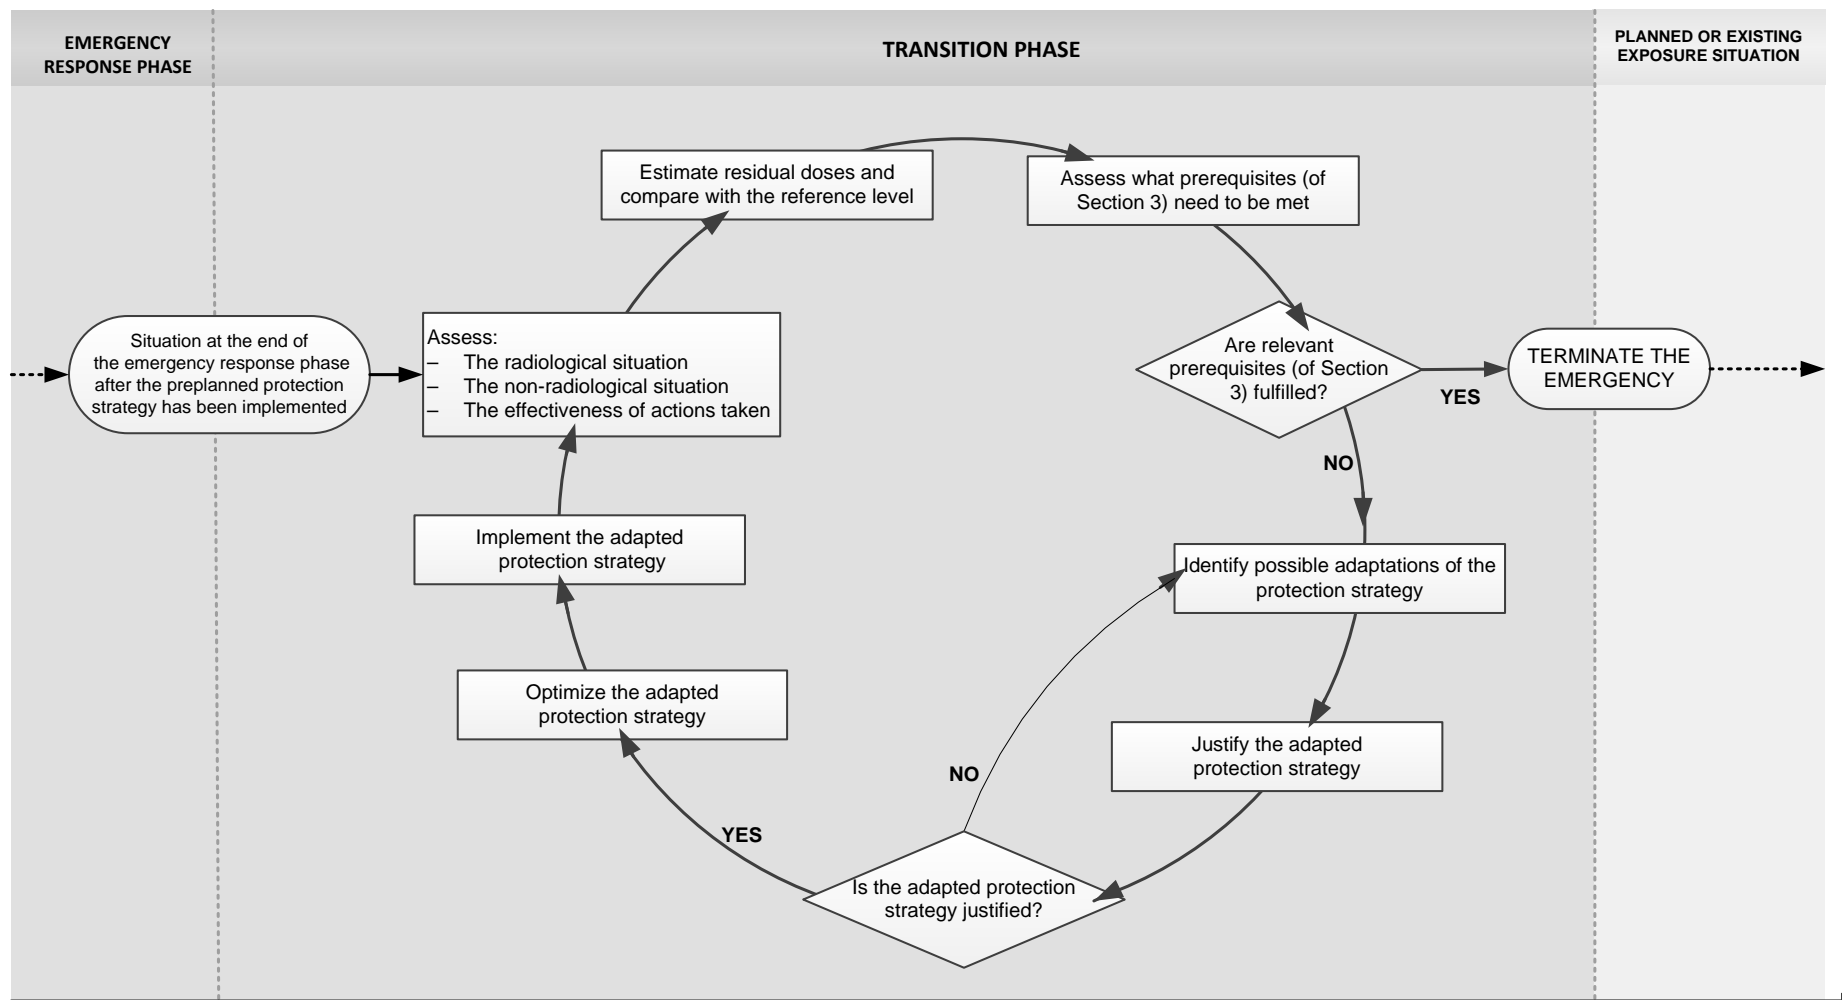 EMERGENCY
RESPONSE PHASE
TRANSITION PHASE
PLANNED OR EXISTING
EXPOSURE SITUATION
Estimate residual doses and
compare with the reference level
Assess what prerequisites (of
Section 3) need to be met
Situation at the end of
the emergency response phase
after the preplanned protection
strategy has been implemented
Assess:
– The radiological situation
– The non-radiological situation
– The effectiveness of actions taken
Are relevant
prerequisites (of Section
3) fulfilled?
YES
TERMINATE THE
EMERGENCY
NO
Implement the adapted
protection strategy
Identify possible adaptations of the
protection strategy
Optimize the adapted
protection strategy
Justify the adapted
protection strategy
NO
YES
Is the adapted protection
strategy justified?